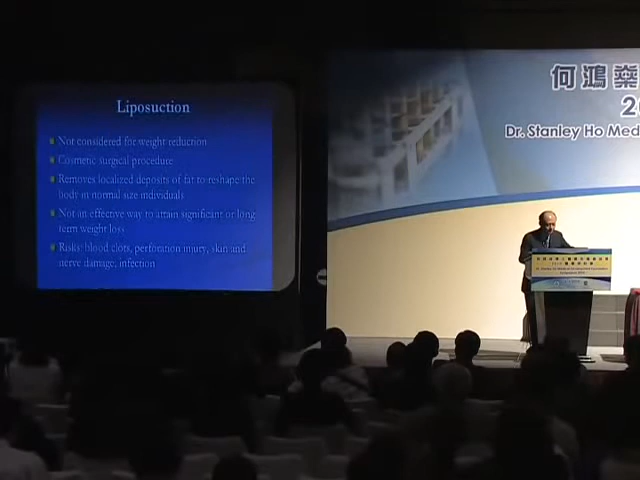 Liposuction
Not considered for weight reduction
Cosmetic surgical procedure
Removes localized deposits of fat to reshape the
body in normal size individuals
Not an effective way to attain significant or long
term weight loss
Risks: blood clots, perforation injury, skin and
nerve damage, infection
何鴻燊
Dr. Stanley Ho Med